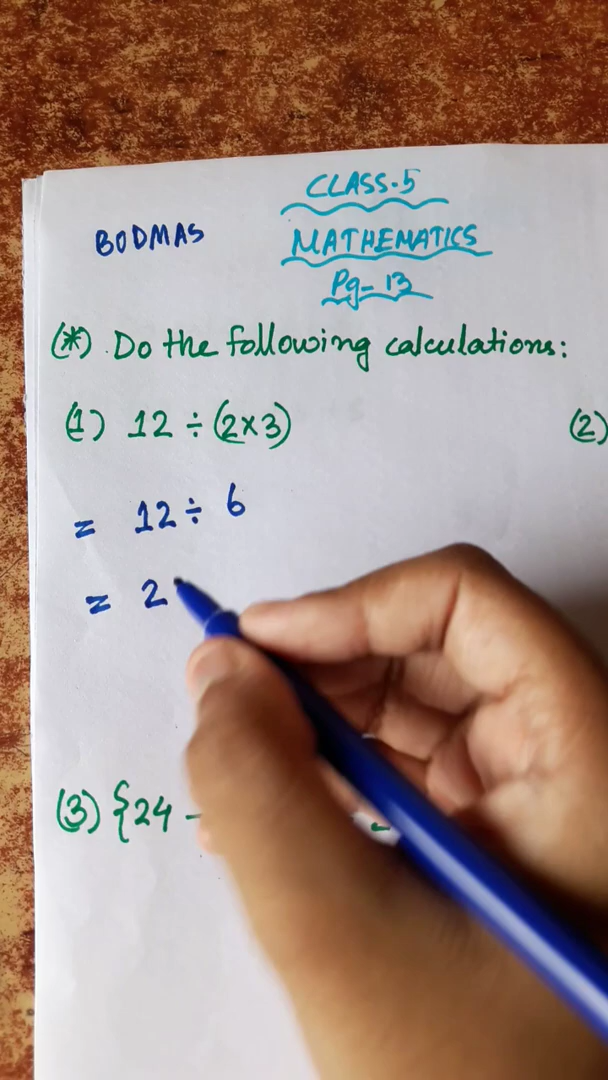 CLASS-5
BODMAS MATHEMATICS
Pg- 13
(*) Do the following calculations:
(1) 12 ÷ (2×3) (2)
= 12 ÷ 6
= 2
(3) {24 -